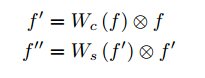 f′ = W_c (f) ⊗ f
f″ = W_s (f′) ⊗ f′